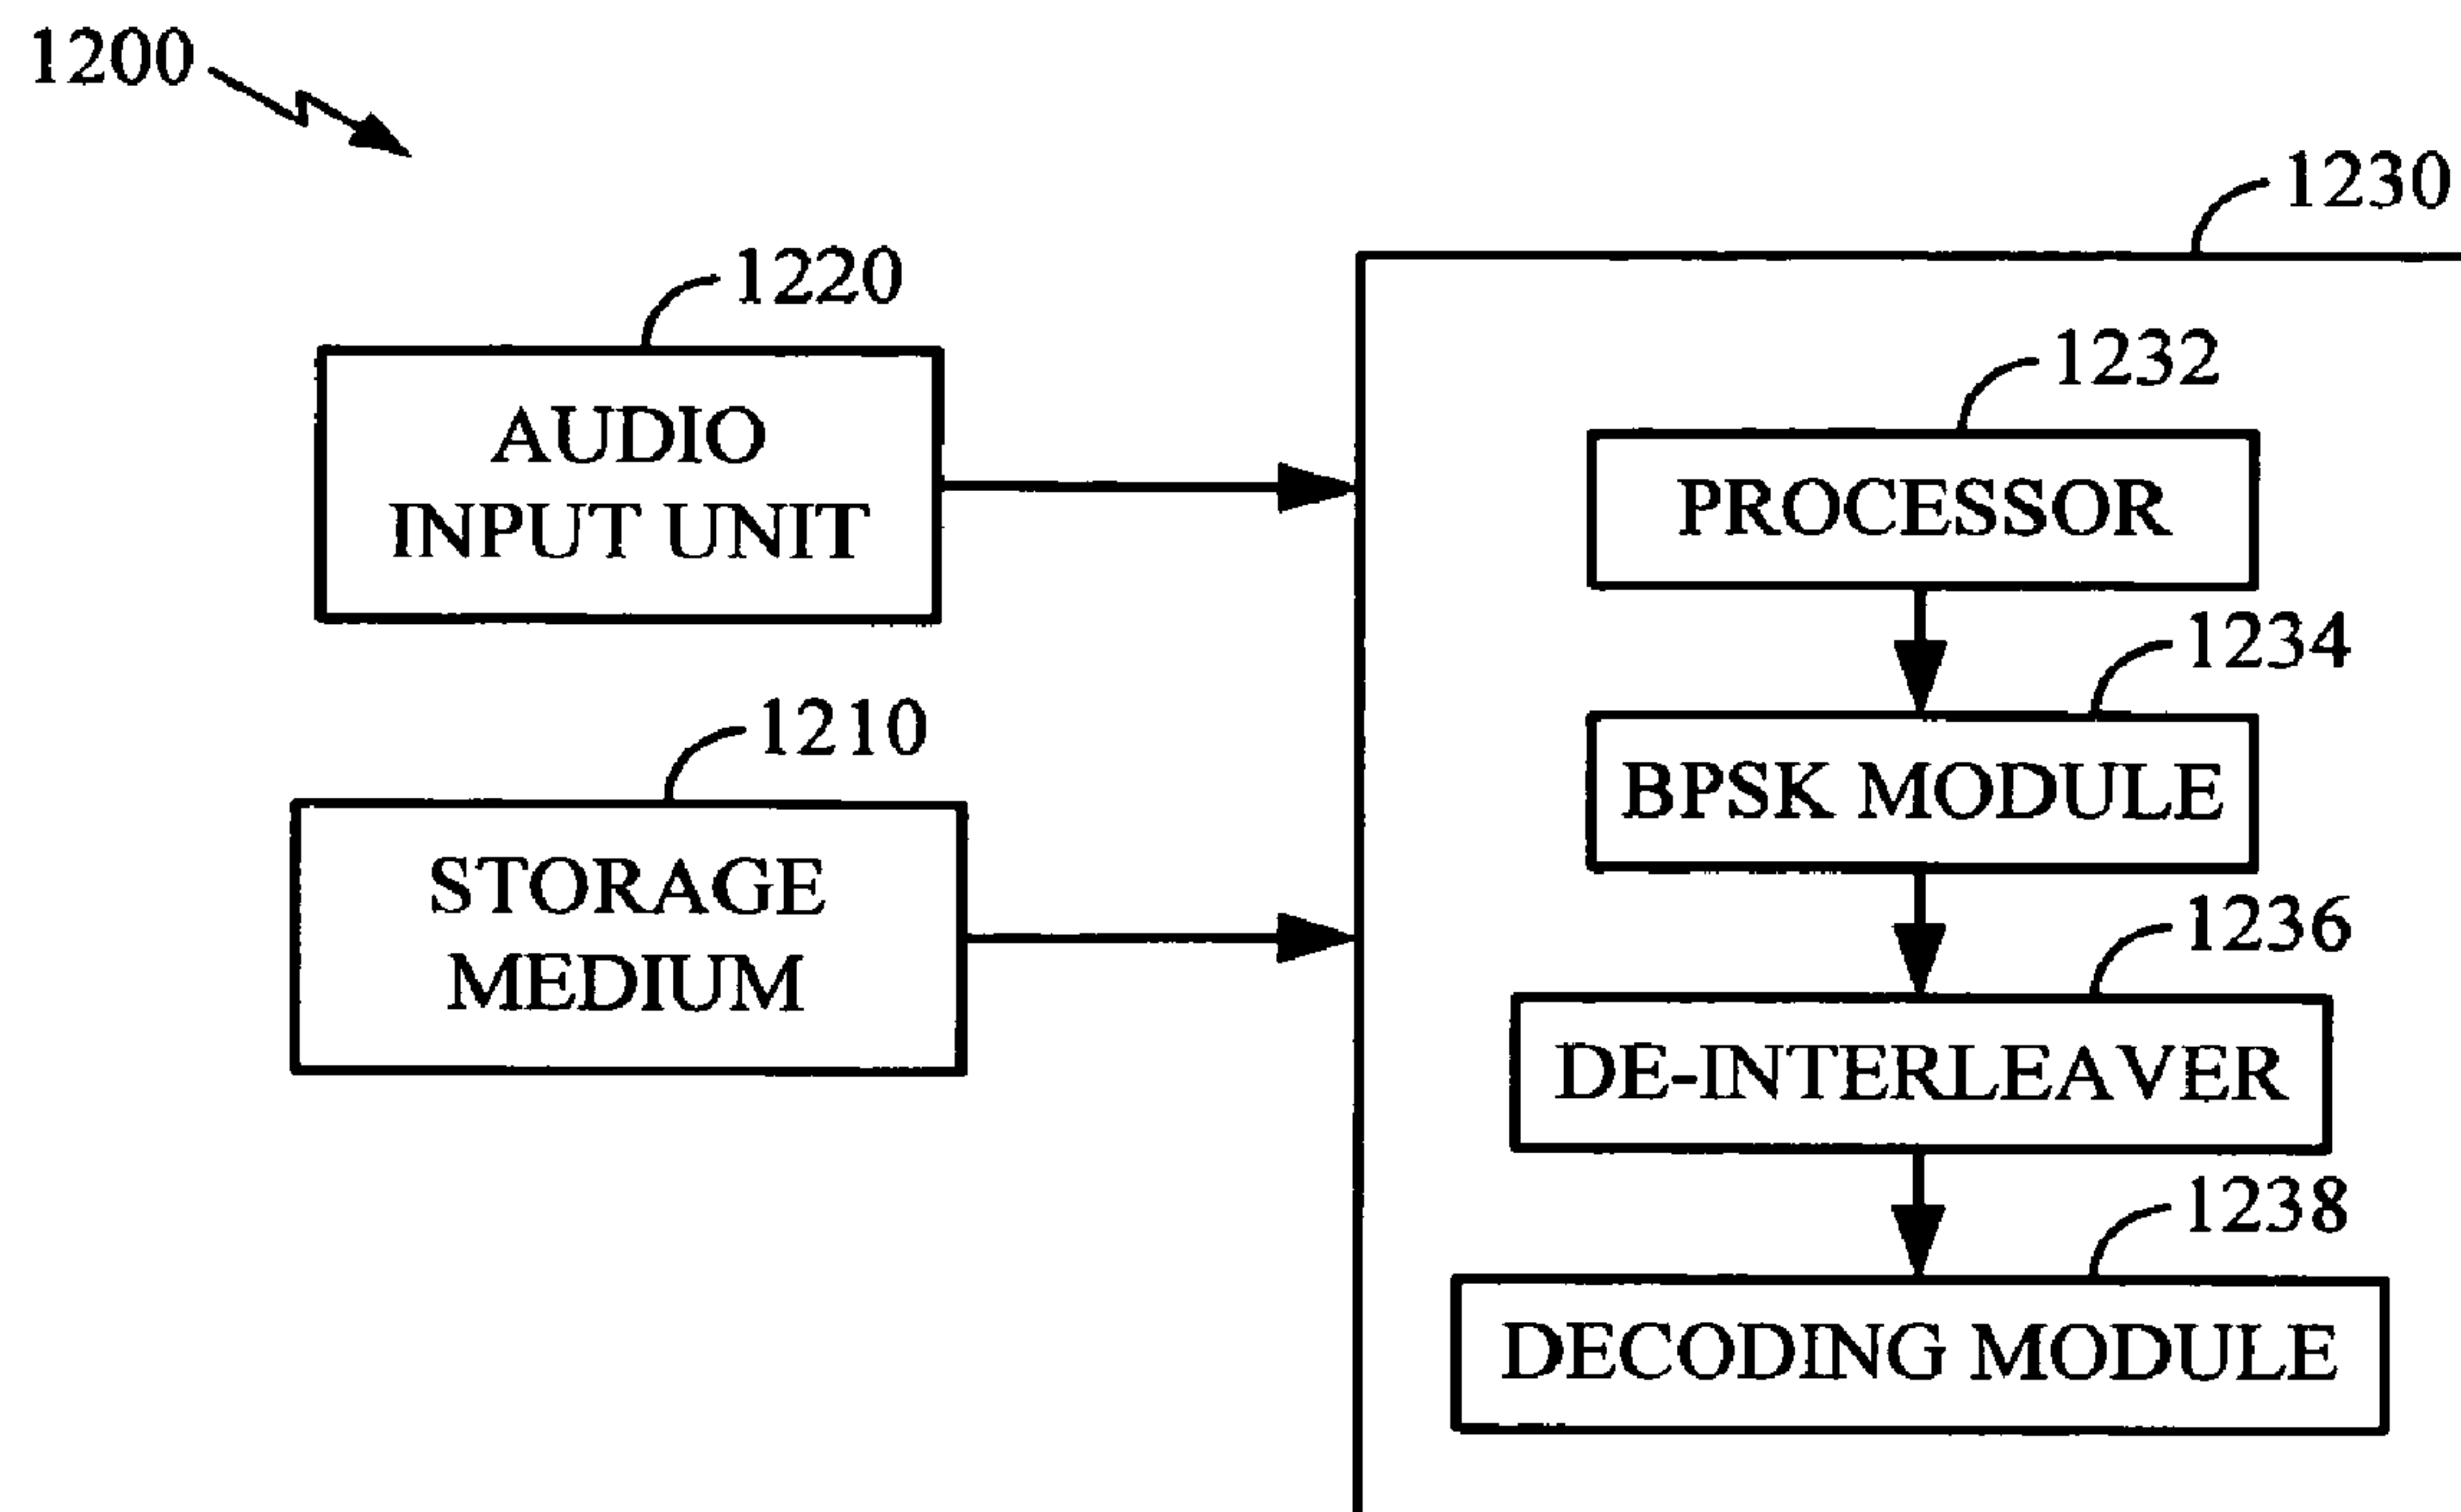 1200
1230
1220
AUDIO
INPUT UNIT
1232
PROCESSOR
1234
BPSK MODULE
1210
STORAGE
MEDIUM
1236
DE-INTERLEAVER
1238
DECODING MODULE